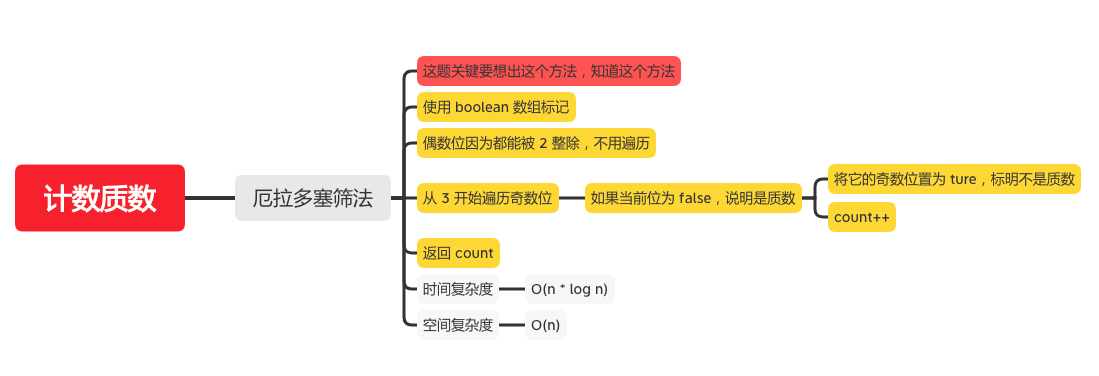 计数质数
厄拉多塞筛法
这题关键要想出这个方法，知道这个方法
使用 boolean 数组标记
偶数位因为都能被 2 整除，不用遍历
从 3 开始遍历奇数位
如果当前位为 false，说明是质数
将它的奇数位置为 ture，标明不是质数
count++
返回 count
时间复杂度
O(n * log n)
空间复杂度
O(n)